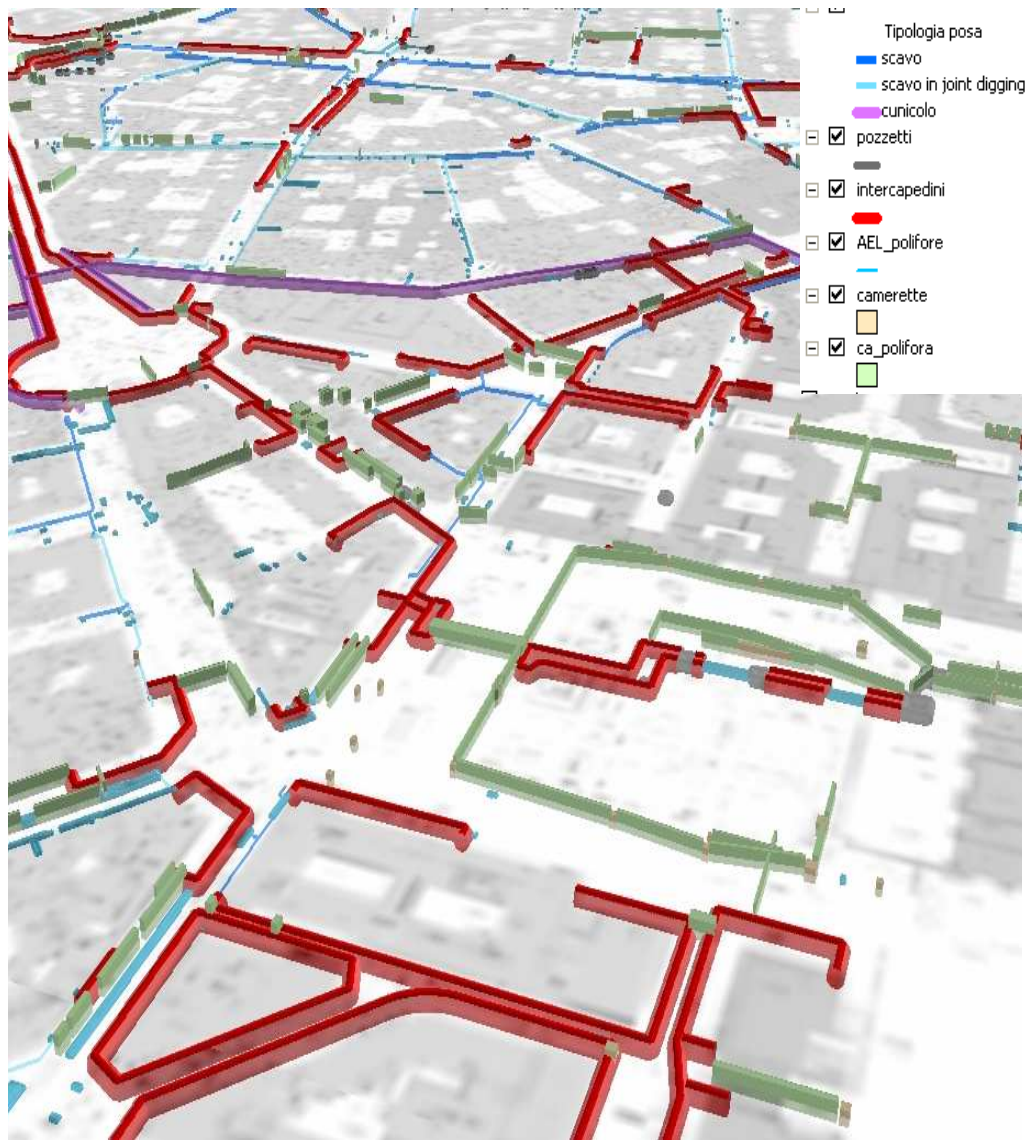 Tipologia posa
scavo
scavo in joint digging
cunicolo
pozzetti
intercapedini
AEL_polifore
camerette
ca_polifora